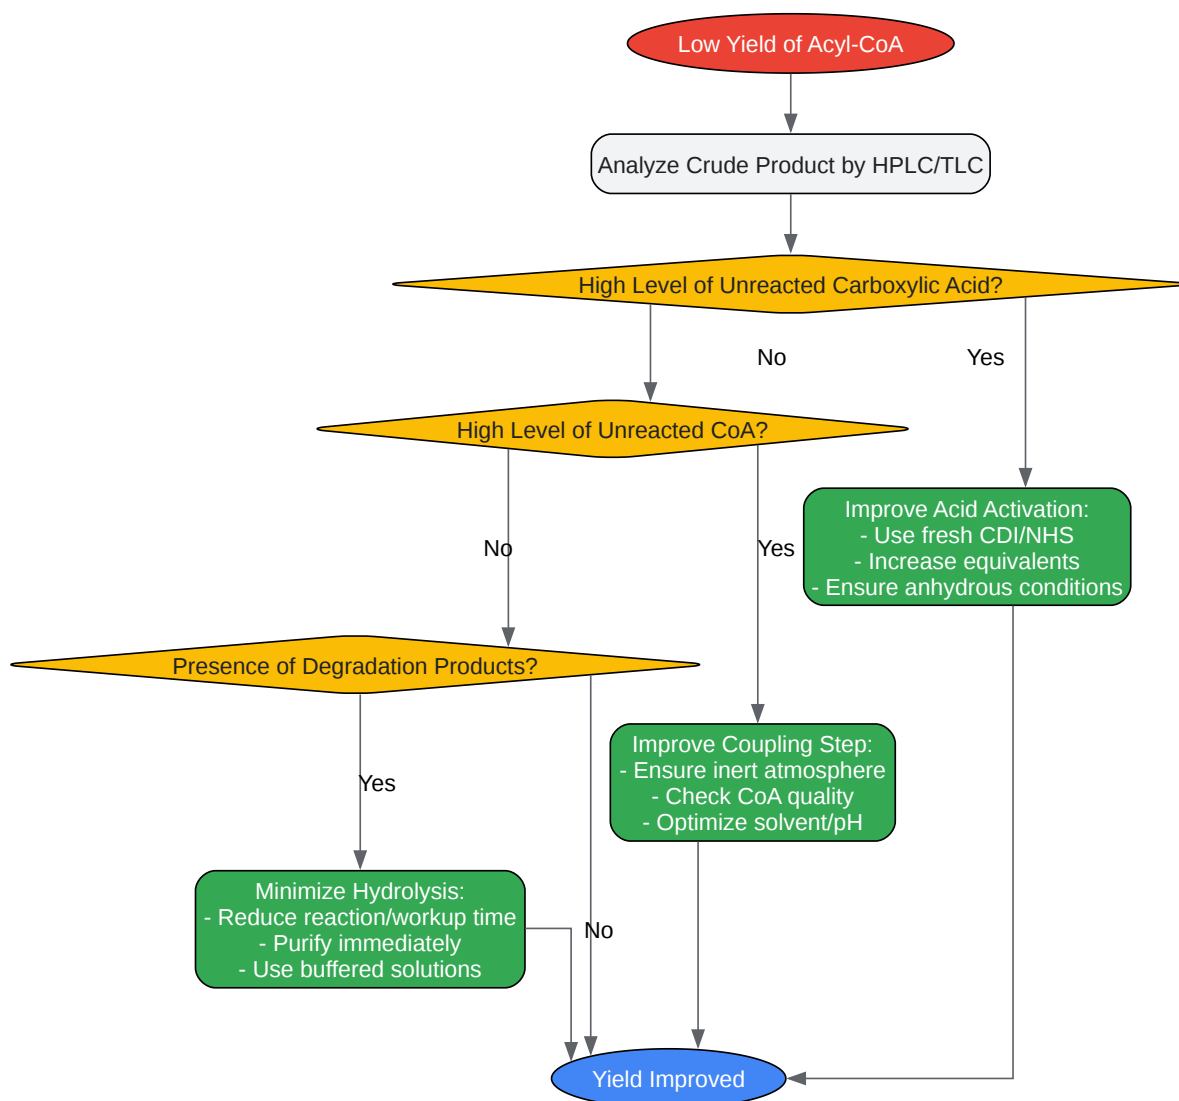 Low Yield of Acyl-CoA
Analyze Crude Product by HPLC/TLC
High Level of Unreacted Carboxylic Acid?
No
Yes
High Level of Unreacted CoA?
Improve Acid Activation:
- Use fresh CDI/NHS
- Increase equivalents
- Ensure anhydrous conditions
No
Yes
Presence of Degradation Products?
Improve Coupling Step:
- Ensure inert atmosphere
- Check CoA quality
- Optimize solvent/pH
Yes
Minimize Hydrolysis:
- Reduce reaction/workup time
- Purify immediately
- Use buffered solutions
No
Yield Improved